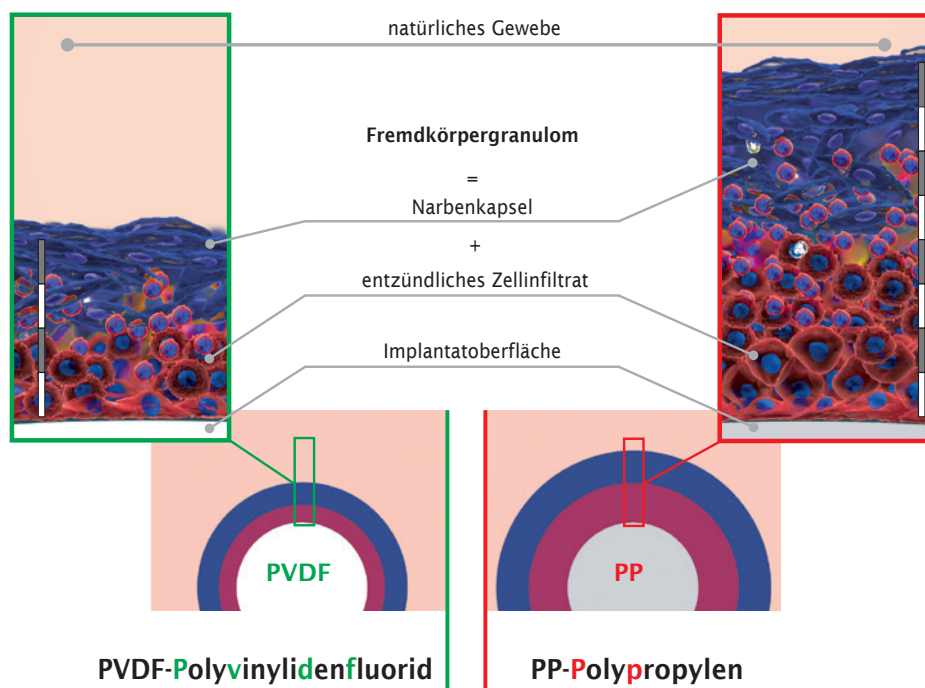 natürliches Gewebe
Fremdkörpergranulom
=
Narbenkapsel
+
entzündliches Zellinfiltrat
Implantatoberfläche
PVDF
PP
PVDF-Polyvinylidenfluorid
PP-Polypropylen